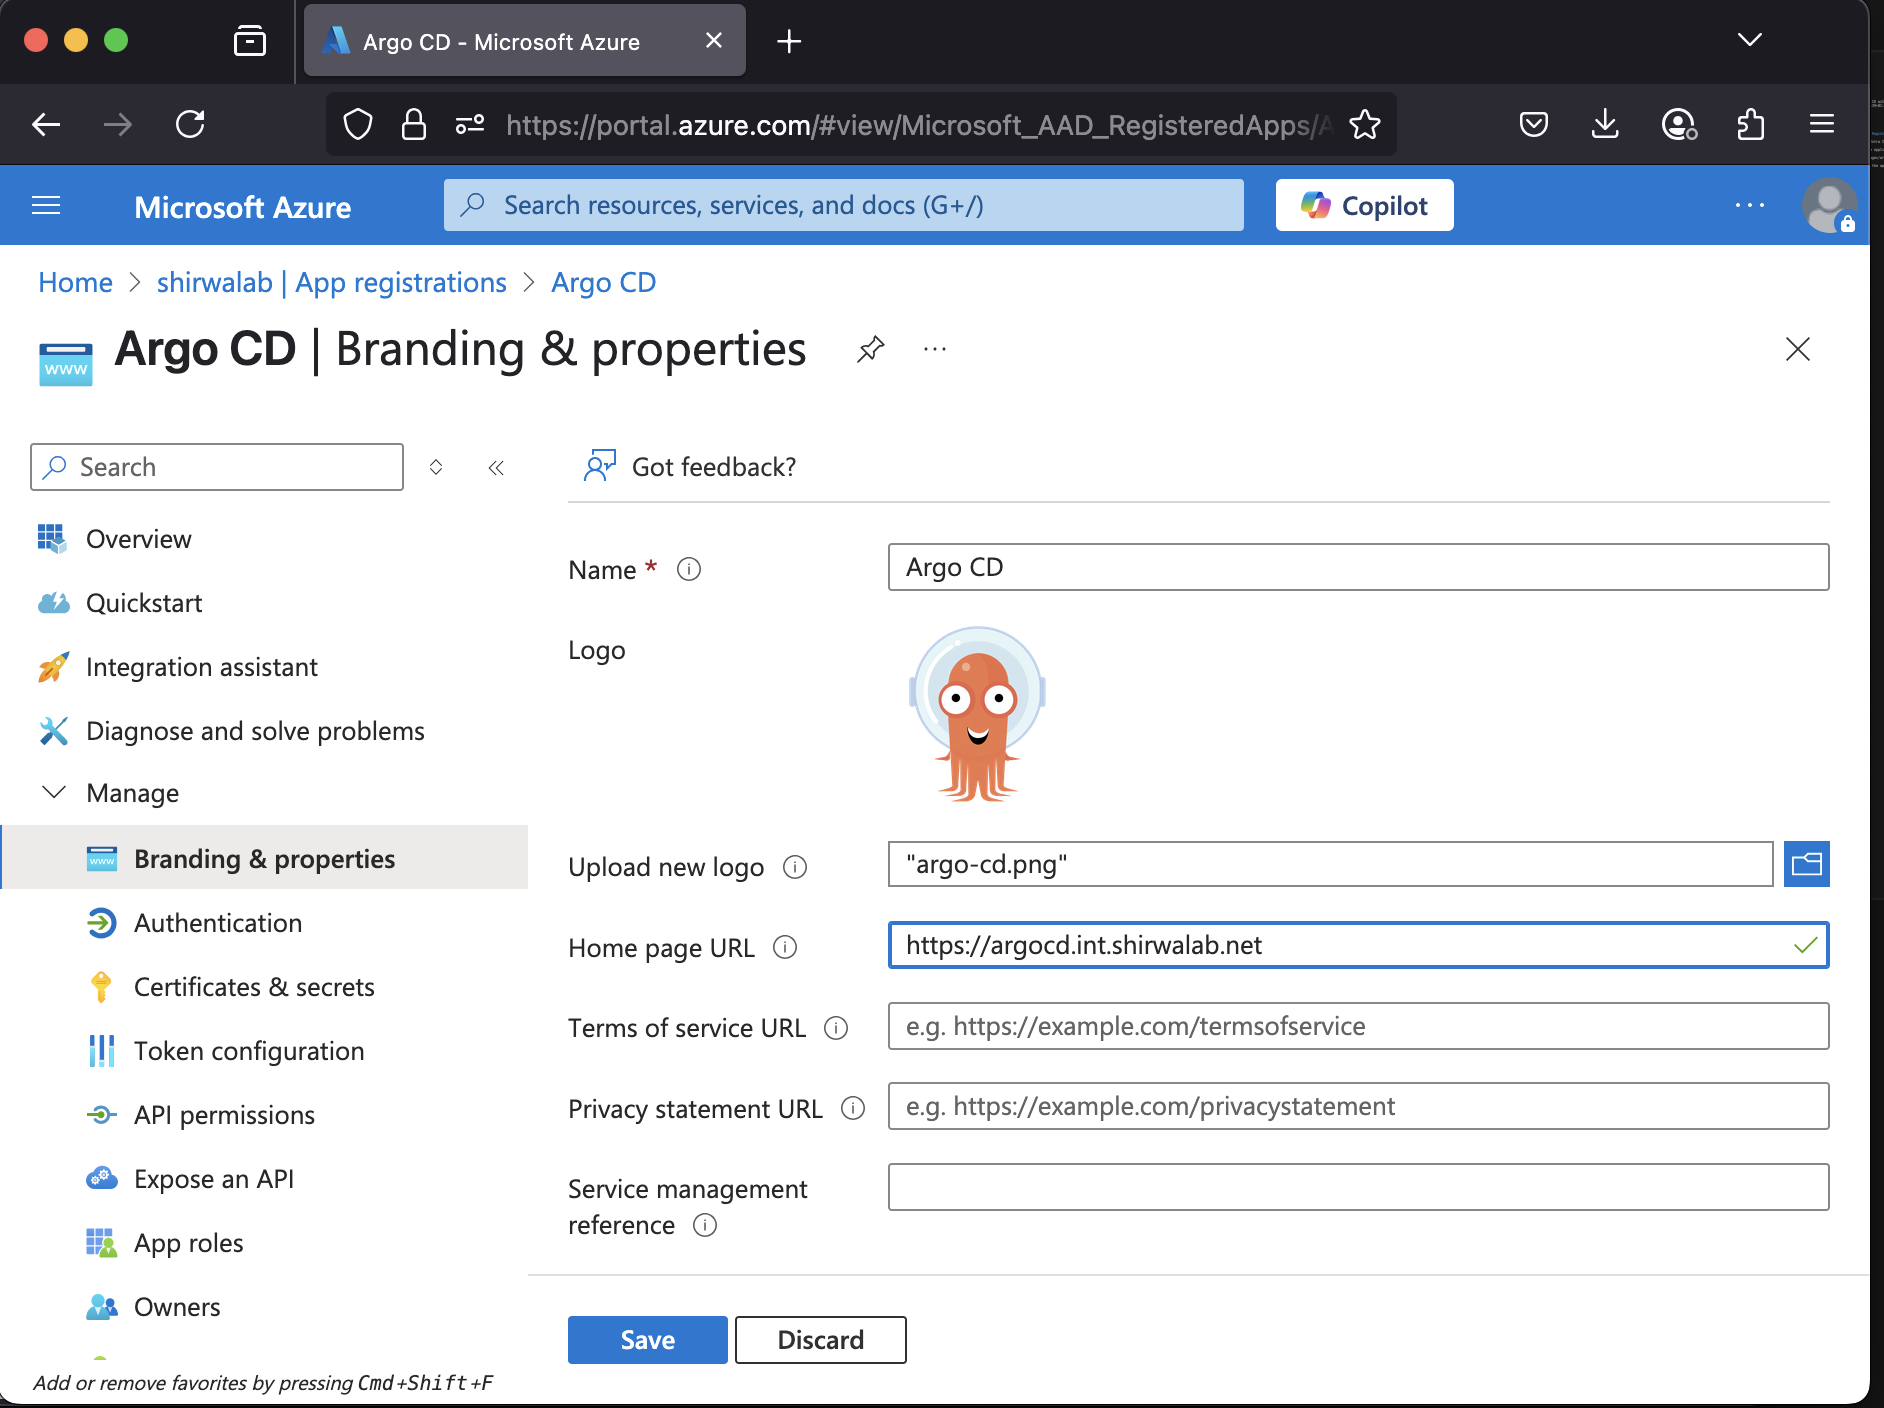 Argo CD - Microsoft Azure
https://portal.azure.com/#view/Microsoft_AAD_RegisteredApps/A
Microsoft Azure
Search resources, services, and docs (G+/)
Copilot
Home > shirwalab | App registrations > Argo CD
www
Argo CD | Branding & properties
Search
Got feedback?
Overview
Quickstart
Integration assistant
Diagnose and solve problems
Manage
www
Branding & properties
Authentication
Certificates & secrets
Token configuration
API permissions
Expose an API
App roles
Owners
Add or remove favorites by pressing Cmd+Shift+F
Name *
Argo CD
Logo
Upload new logo
"argo-cd.png"
Home page URL
https://argocd.int.shirwalab.net
Terms of service URL
e.g. https://example.com/termsofservice
Privacy statement URL
e.g. https://example.com/privacystatement
Service management
reference
Save
Discard